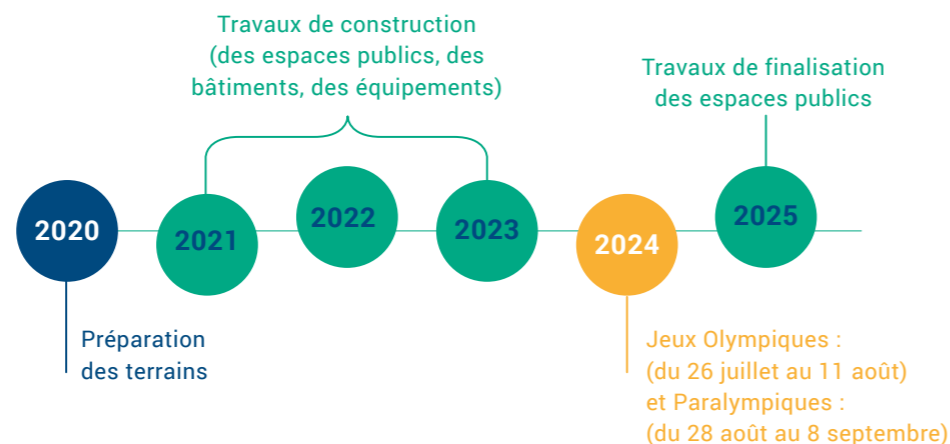 Travaux de construction
(des espaces publics, des
bâtiments, des équipements)
Travaux de finalisation
des espaces publics
2020
2021
2022
2023
2024
2025
Préparation
des terrains
Jeux Olympiques :
(du 26 juillet au 11 août)
et Paralympiques :
(du 28 août au 8 septembre)